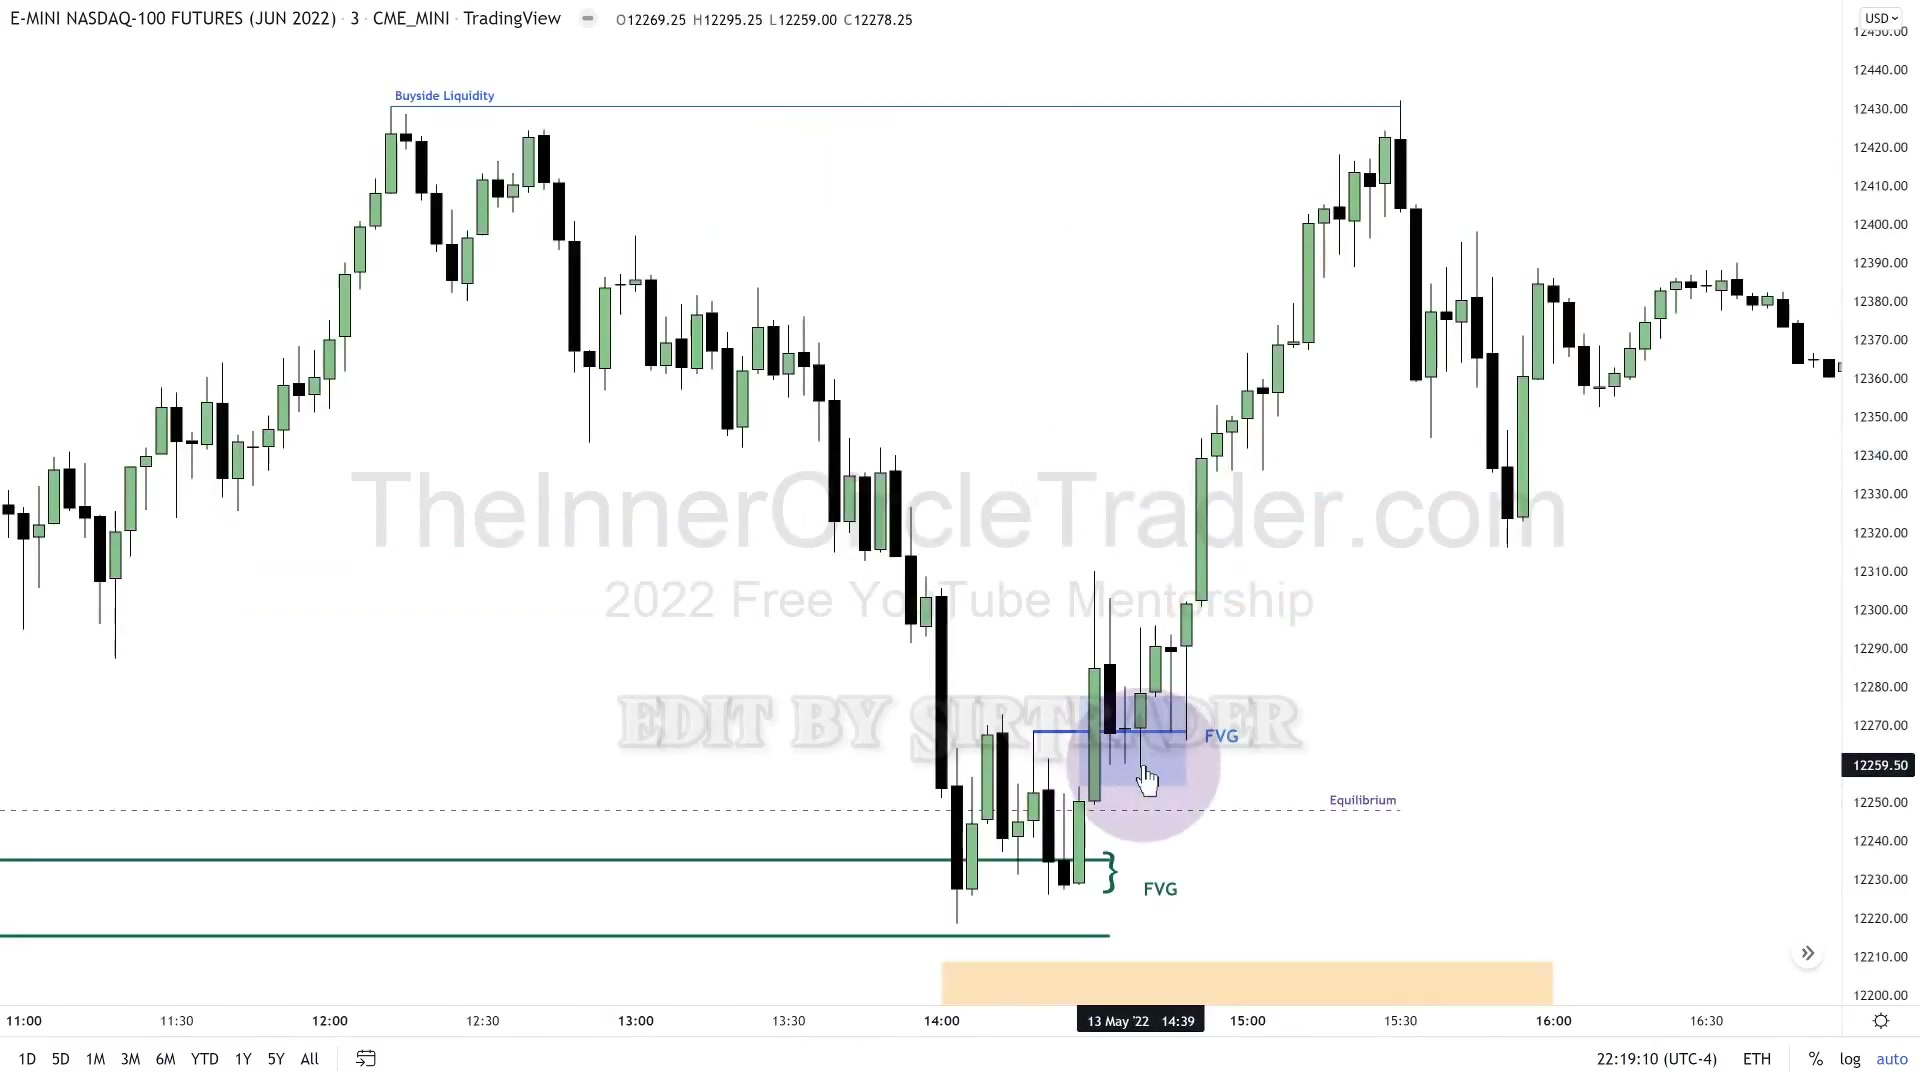 E-MINI NASDAQ-100 FUTURES (JUN 2022) · 3 · CME_MINI · TradingView O12269.25 H12295.25 L12259.00 C12278.25
USD
12450.00
12440.00
12430.00
12420.00
12410.00
12400.00
12390.00
12380.00
12370.00
12360.00
12350.00
12340.00
12330.00
12320.00
12310.00
12300.00
12290.00
12280.00
12270.00
12259.50
12250.00
12240.00
12230.00
12220.00
12210.00
12200.00
Buyside Liquidity
TheInnerCircleTrader.com
2022 Free YouTube Mentorship
EDIT BY SIRTRADER
FVG
Equilibrium
FVG
11:00 11:30 12:00 12:30 13:00 13:30 14:00 13 May '22 14:39 15:00 15:30 16:00 16:30
1D 5D 1M 3M 6M YTD 1Y 5Y All 22:19:10 (UTC-4) ETH % log auto